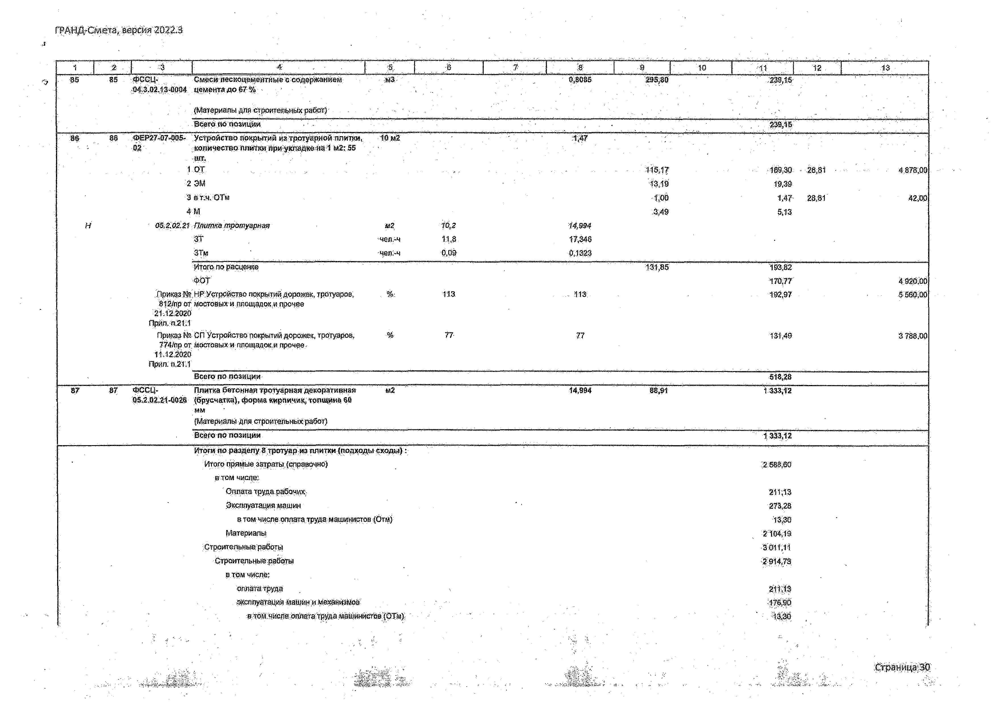 ГРАНД-Смета, версия 2022.3
1 2 3 4 5 6 7 8 9 10 11 12 13
85 85 ФССЦ- Смеси пескоцементные с содержанием м3 0,8085 295,80 239,15
04.3.02.13-0004 цемента до 67 %
(Материалы для строительных работ)
Всего по позиции 239,15
86 86 ФЕР27-07-005- Устройство покрытий из тротуарной плитки, 10 м2 1,47
02 количество плитки при укладке на 1 м2: 55
шт.
1 ОТ 115,17 169,30 28,81 4 878,00
2 ЭМ 13,19 19,39
3 в т.ч. ОТм 1,00 1,47 28,81 42,00
4 М 3,49 5,13
Н 05.2.02.21 Плитка тротуарная м2 10,2 14,994
ЗТ чел.-ч 11,8 17,346
ЗТм чел.-ч 0,09 0,1323
Итого по расценке 131,85 193,82
ФОТ 170,77 4 920,00
Приказ № НР Устройство покрытий дорожек, тротуаров, % 113 113 192,97 5 560,00
812/пр от мостовых и площадок и прочее
21.12.2020
Прил. п.21.1
Приказ № СП Устройство покрытий дорожек, тротуаров, % 77 77 131,49 3 788,00
774/пр от мостовых и площадок и прочее
11.12.2020
Прил. п.21.1
Всего по позиции 518,28
87 87 ФССЦ- Плитка бетонная тротуарная декоративная м2 14,994 88,91 1 333,12
05.2.02.21-0026 (брусчатка), форма кирпичик, толщина 60
мм
(Материалы для строительных работ)
Всего по позиции 1 333,12
Итоги по разделу 8 тротуар из плитки (подходы сходы) :
Итого прямые затраты (справочно) 2 588,60
в том числе:
Оплата труда рабочих 211,13
Эксплуатация машин 273,28
в том числе оплата труда машинистов (Отм) 13,30
Материалы 2 104,19
Строительные работы 3 011,11
Строительные работы 2 914,73
в том числе:
оплата труда 211,13
эксплуатация машин и механизмов 176,90
в том числе оплата труда машинистов (ОТм) 13,30
Страница 30